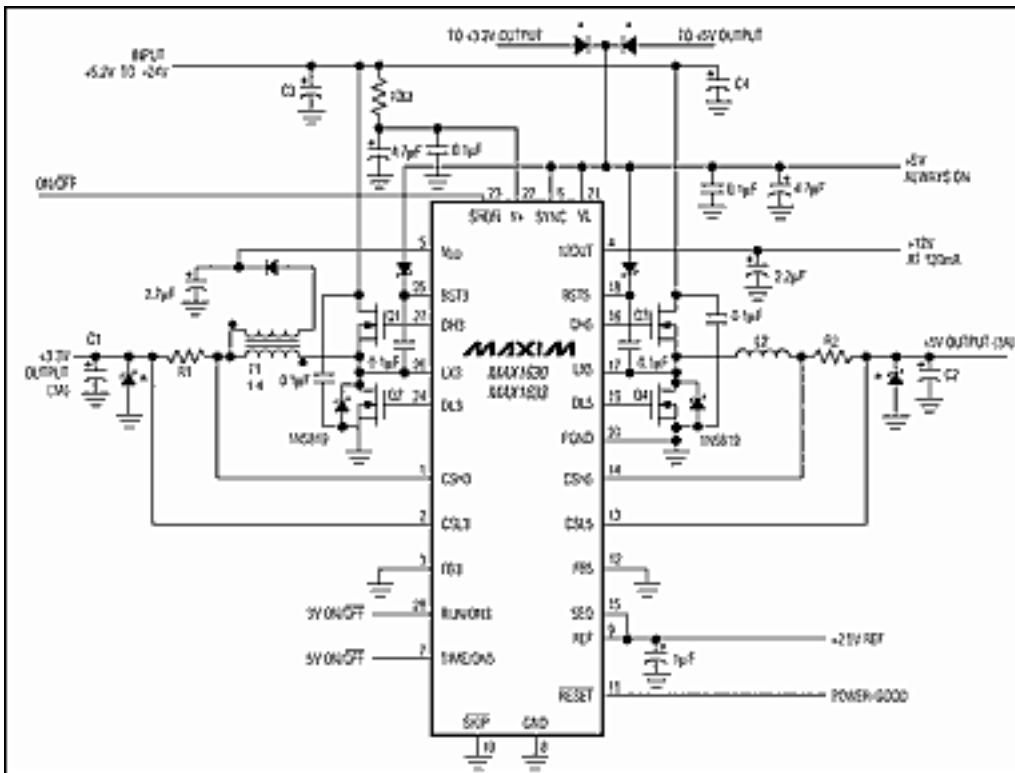 TO +3.3V OUTPUT
TO +5V OUTPUT
INPUT
+5.2V TO +24V
C3
10Ω
C4
4.7µF
0.1µF
ON/OFF
+5V
ALWAYS ON
0.1µF
4.7µF
23
22
21
SHDN V+ SYNC VL
5
VDD
12OUT
4
+12V
AT 120mA
2.2µF
2.2µF
25
BST3
BST5
18
Q1
27
DH3
DH5
16
Q3
0.1µF
C1
+3.3V
OUTPUT
(3A)
R1
T1
0.1µF
0.1µF
26
LX3
MAXIM
MAX1630
MAX1633
LX5
17
0.1µF
L2
R2
+5V OUTPUT (3A)
C2
Q2
24
DL3
DL5
19
Q4
1N5819
1N5819
PGND
20
1
CSH3
CSH5
14
2
CSL3
CSL5
13
3
FB3
FB5
12
3V ON/OFF
28
RUN/ON3
SEQ
15
REF
9
+2.5V REF
1µF
5V ON/OFF
7
TIME/ON5
RESET
11
POWER-GOOD
SKIP
GND
10
8